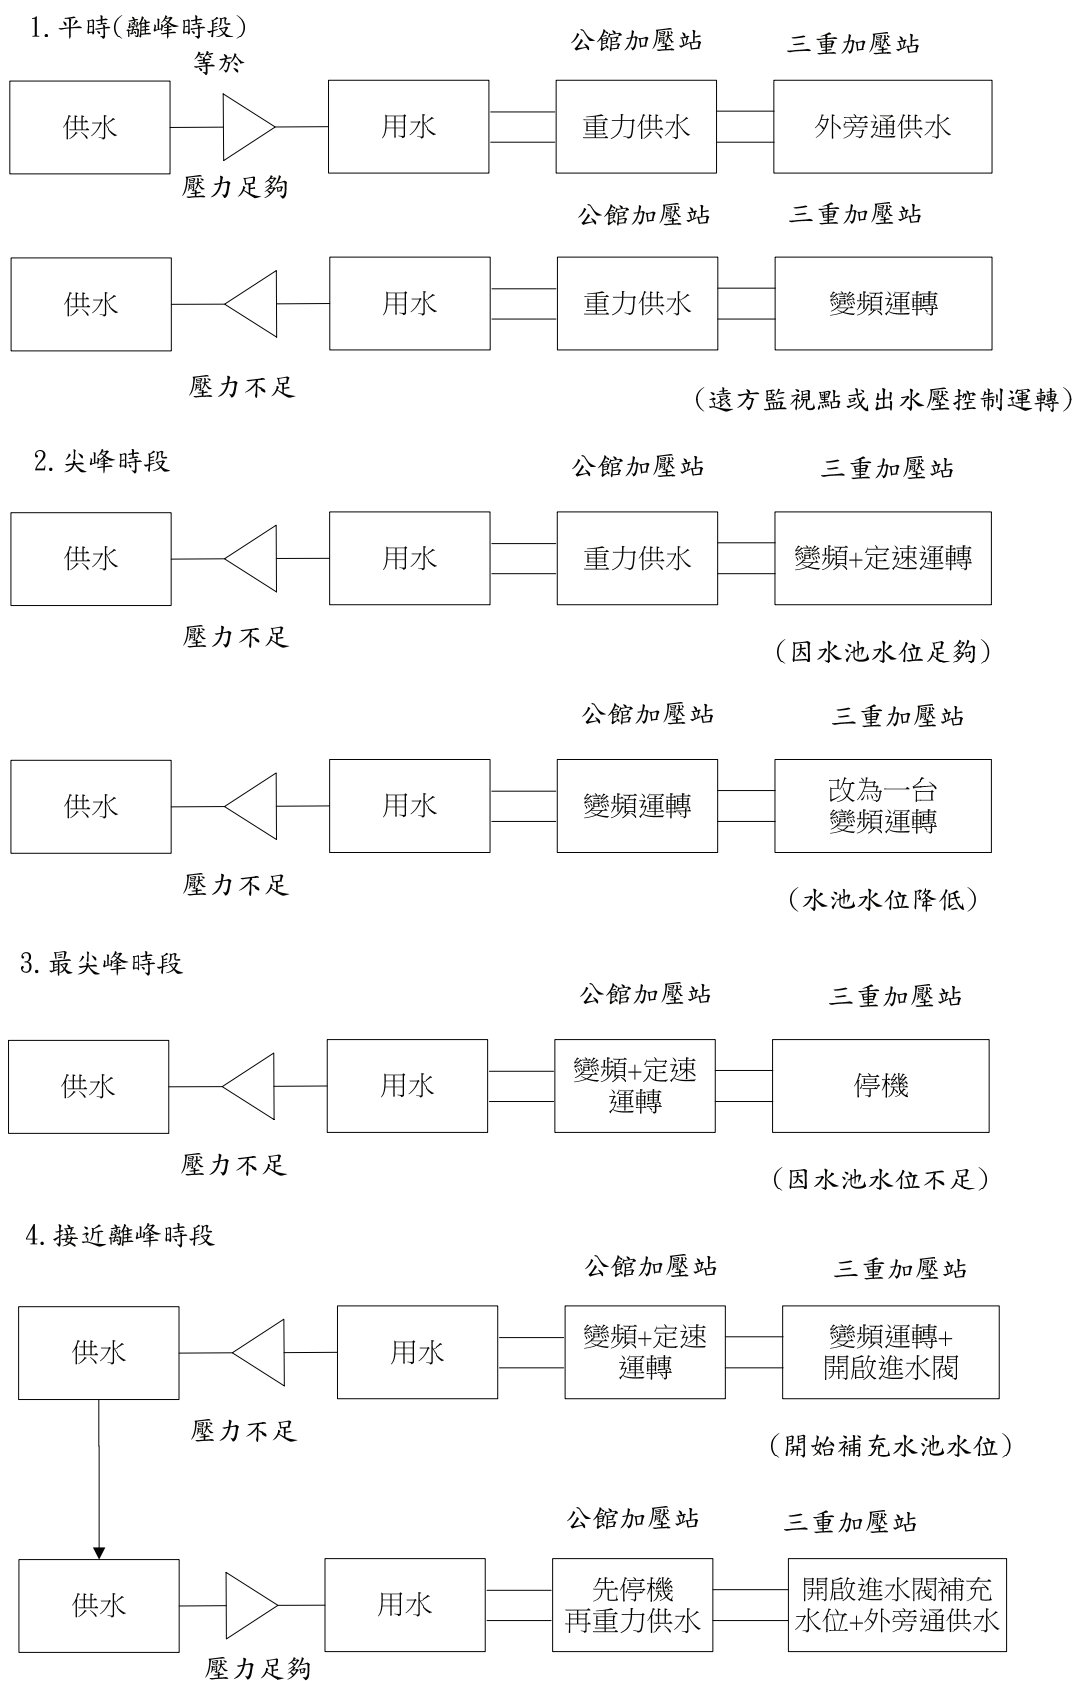 1.平時(離峰時段)
等於
公館加壓站
三重加壓站
供水
用水
重力供水
外旁通供水
壓力足夠
公館加壓站
三重加壓站
供水
用水
重力供水
變頻運轉
壓力不足
(遠方監視點或出水壓控制運轉)
2.尖峰時段
公館加壓站
三重加壓站
供水
用水
重力供水
變頻+定速運轉
壓力不足
(因水池水位足夠)
公館加壓站
三重加壓站
供水
用水
變頻運轉
改為一台
變頻運轉
壓力不足
(水池水位降低)
3.最尖峰時段
公館加壓站
三重加壓站
供水
用水
變頻+定速
運轉
停機
壓力不足
(因水池水位不足)
4.接近離峰時段
公館加壓站
三重加壓站
供水
用水
變頻+定速
運轉
變頻運轉+
開啟進水閥
壓力不足
(開始補充水池水位)
公館加壓站
三重加壓站
供水
用水
先停機
再重力供水
開啟進水閥補充
水位+外旁通供水
壓力足夠